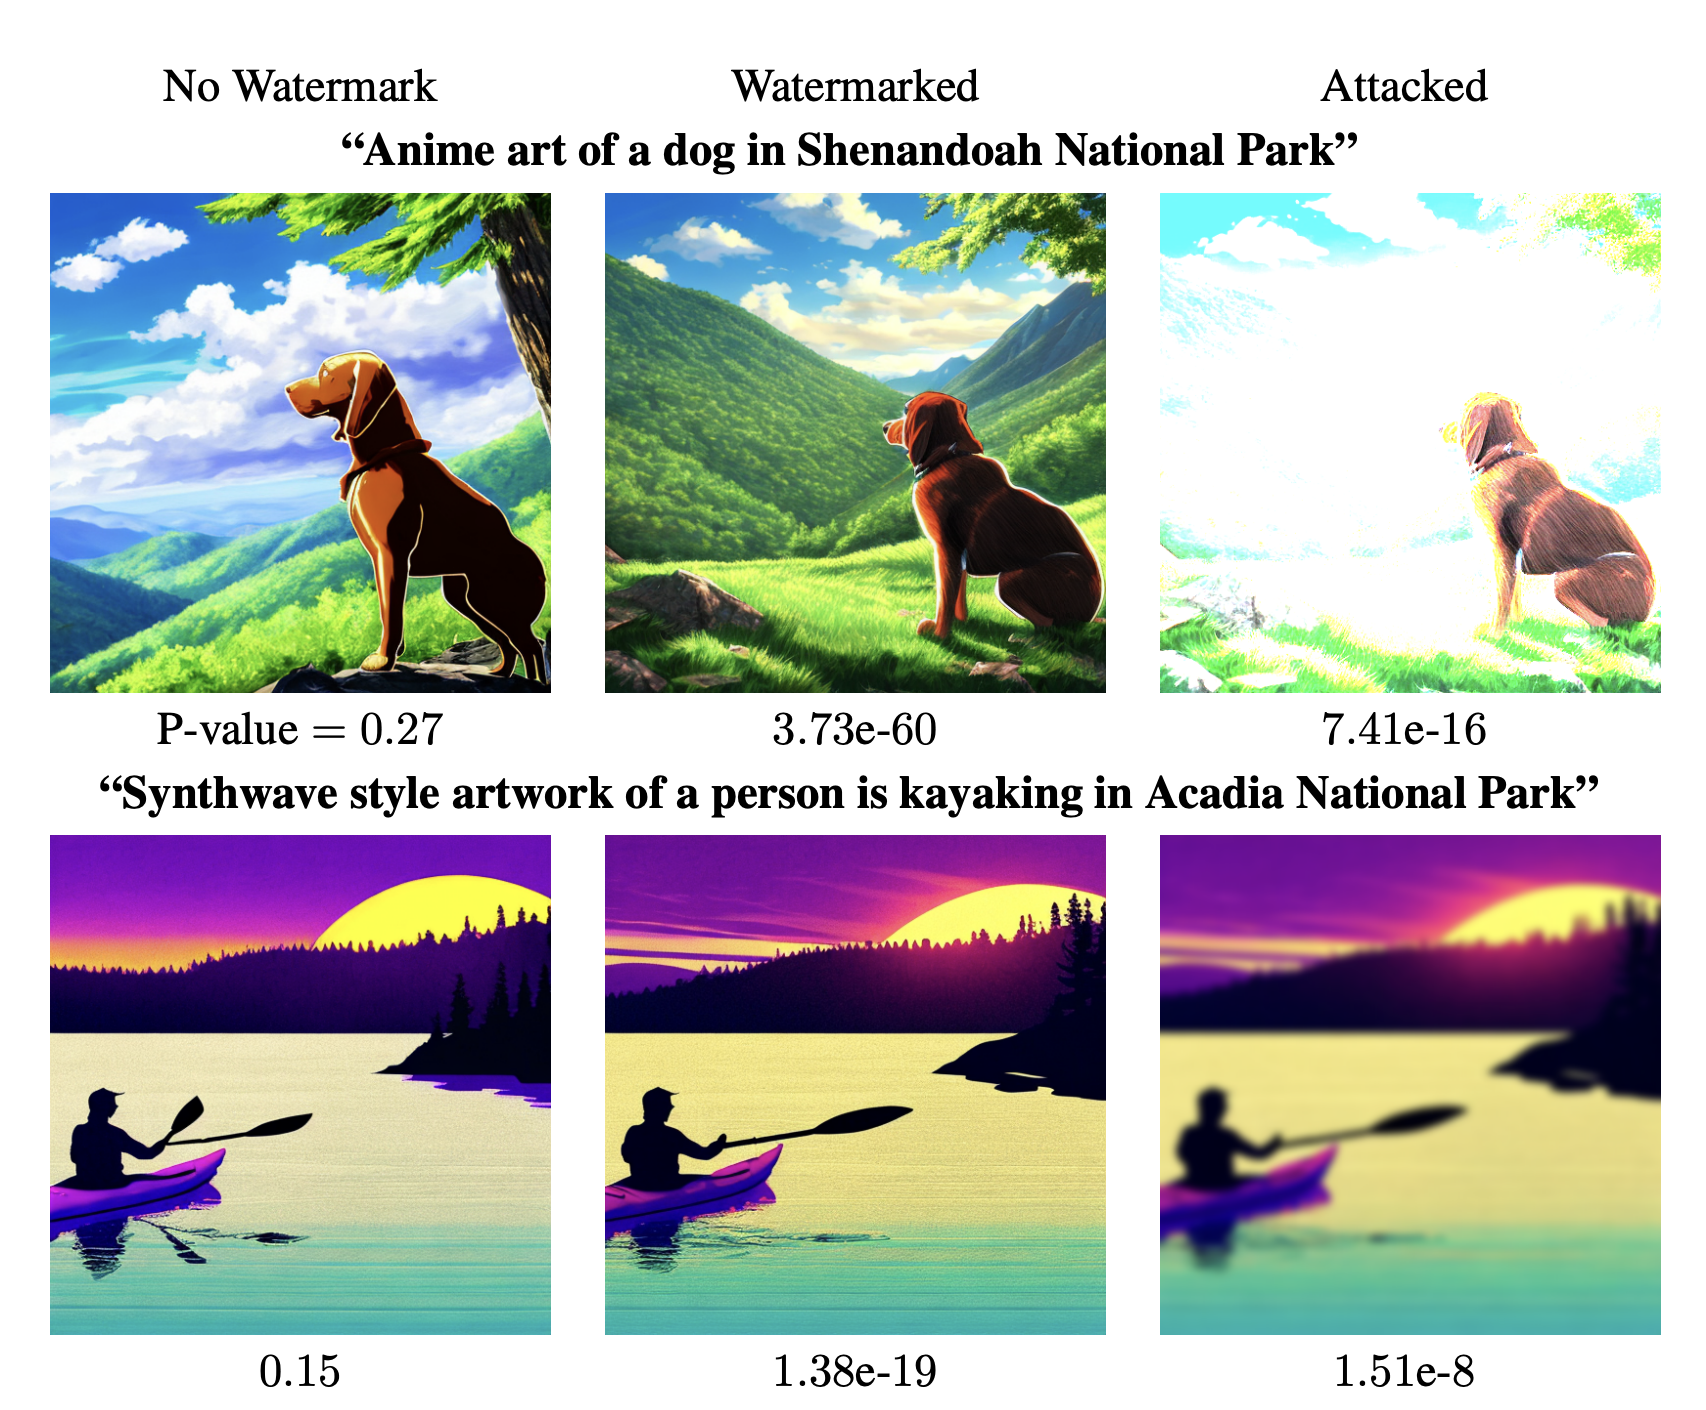 No Watermark Watermarked Attacked
“Anime art of a dog in Shenandoah National Park”
P-value = 0.27 3.73e-60 7.41e-16
“Synthwave style artwork of a person is kayaking in Acadia National Park”
0.15 1.38e-19 1.51e-8